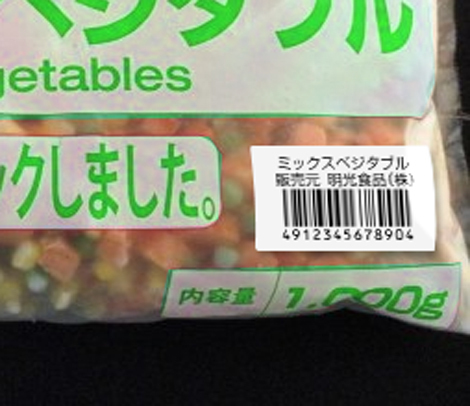 ベジタブル
getables
ックしました。
ミックスベジタブル
販売元 明光食品(株)
4912345678904
内容量 1,000g